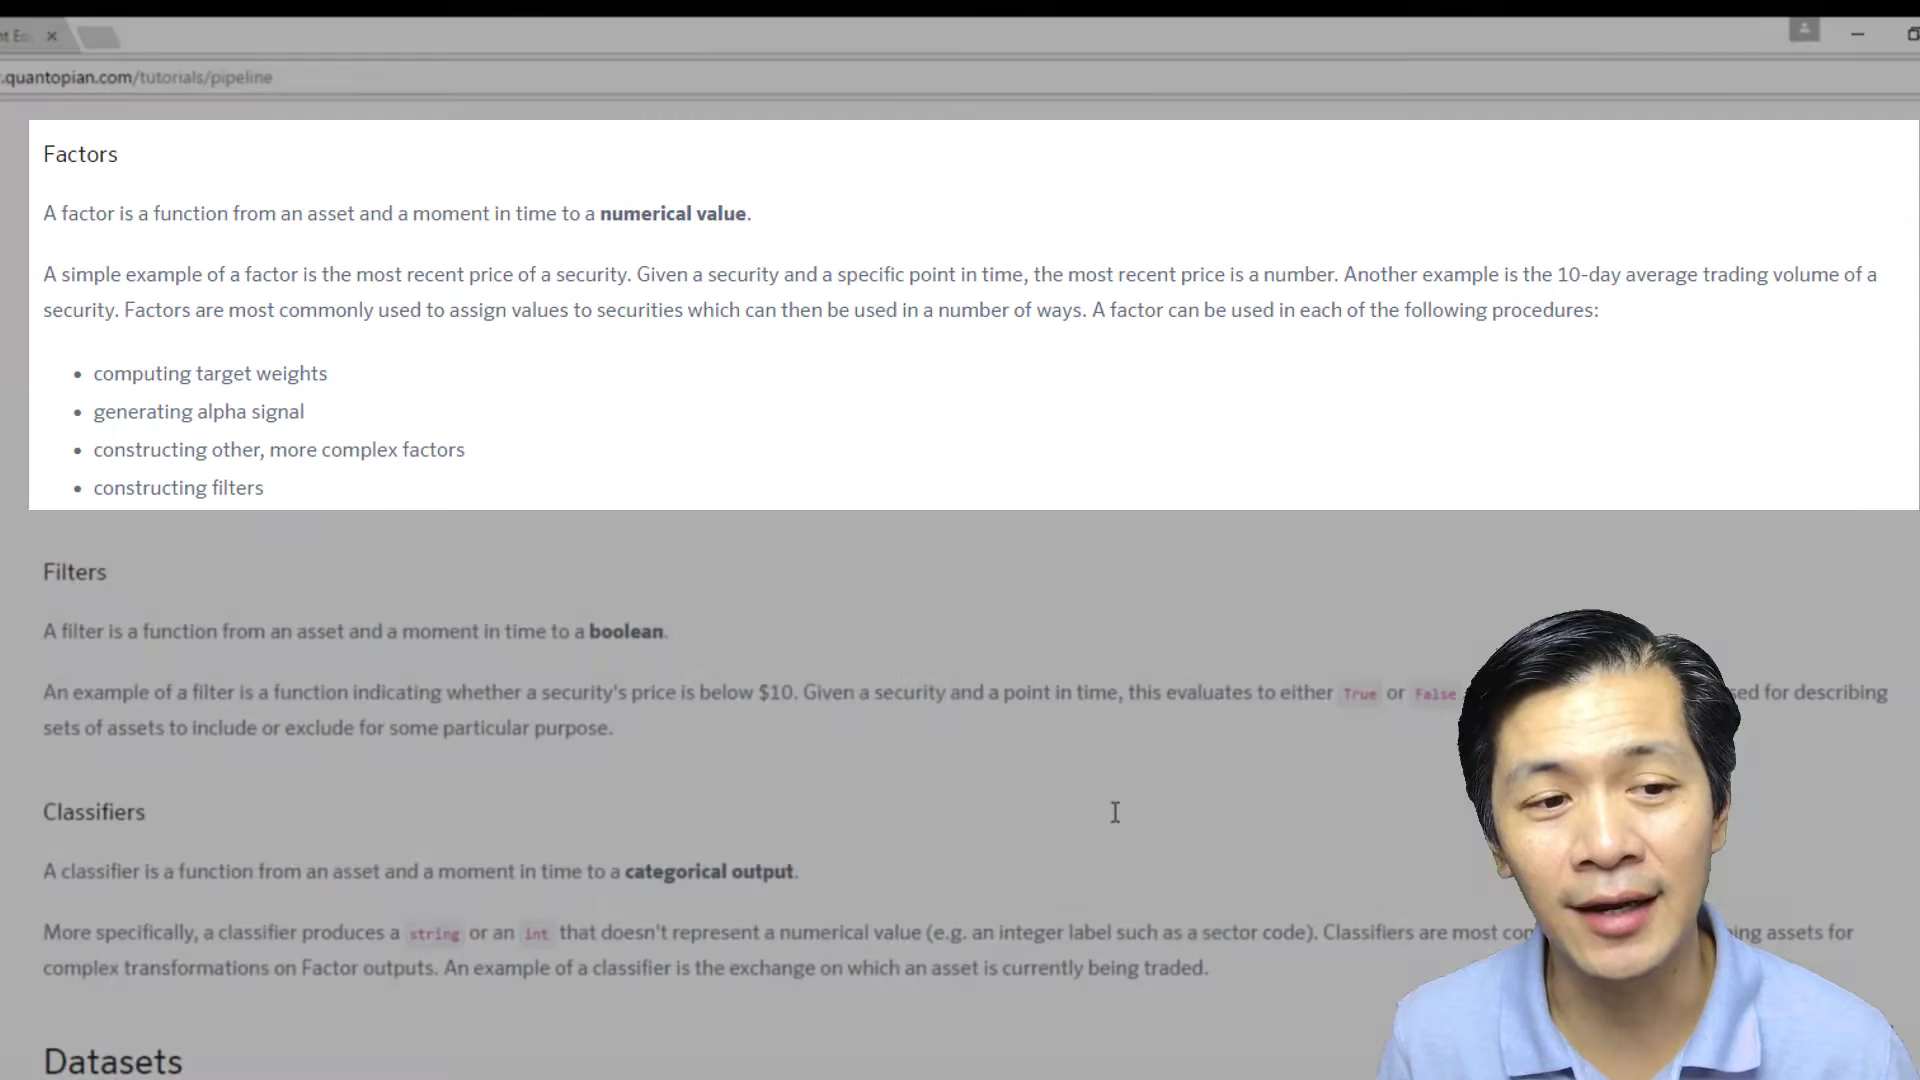 nt Ec
.quantopian.com/tutorials/pipeline
Factors
A factor is a function from an asset and a moment in time to a numerical value.
A simple example of a factor is the most recent price of a security. Given a security and a specific point in time, the most recent price is a number. Another example is the 10-day average trading volume of a
security. Factors are most commonly used to assign values to securities which can then be used in a number of ways. A factor can be used in each of the following procedures:
• computing target weights
• generating alpha signal
• constructing other, more complex factors
• constructing filters
Filters
A filter is a function from an asset and a moment in time to a boolean.
An example of a filter is a function indicating whether a security's price is below $10. Given a security and a point in time, this evaluates to either True or False sed for describing
sets of assets to include or exclude for some particular purpose.
Classifiers
A classifier is a function from an asset and a moment in time to a categorical output.
More specifically, a classifier produces a string or an int that doesn't represent a numerical value (e.g. an integer label such as a sector code). Classifiers are most con ing assets for
complex transformations on Factor outputs. An example of a classifier is the exchange on which an asset is currently being traded.
Datasets